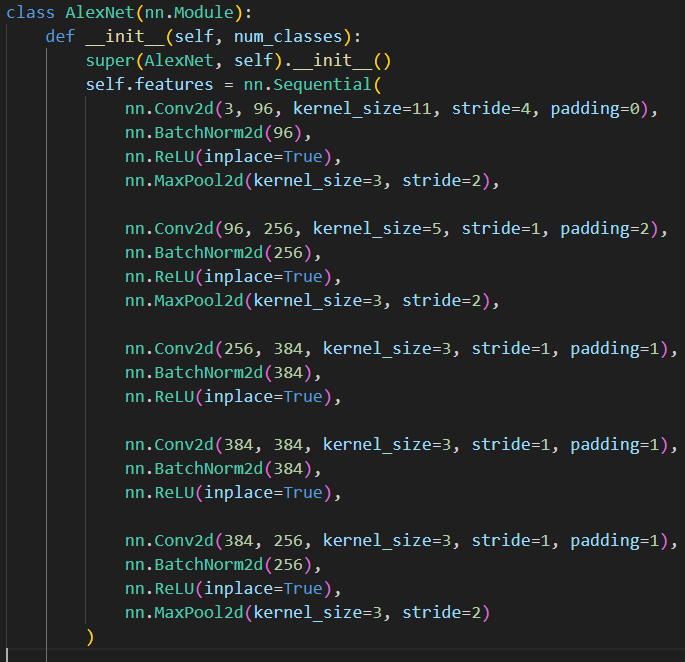 class AlexNet(nn.Module):
    def __init__(self, num_classes):
        super(AlexNet, self).__init__()
        self.features = nn.Sequential(
            nn.Conv2d(3, 96, kernel_size=11, stride=4, padding=0),
            nn.BatchNorm2d(96),
            nn.ReLU(inplace=True),
            nn.MaxPool2d(kernel_size=3, stride=2),

            nn.Conv2d(96, 256, kernel_size=5, stride=1, padding=2),
            nn.BatchNorm2d(256),
            nn.ReLU(inplace=True),
            nn.MaxPool2d(kernel_size=3, stride=2),

            nn.Conv2d(256, 384, kernel_size=3, stride=1, padding=1),
            nn.BatchNorm2d(384),
            nn.ReLU(inplace=True),

            nn.Conv2d(384, 384, kernel_size=3, stride=1, padding=1),
            nn.BatchNorm2d(384),
            nn.ReLU(inplace=True),

            nn.Conv2d(384, 256, kernel_size=3, stride=1, padding=1),
            nn.BatchNorm2d(256),
            nn.ReLU(inplace=True),
            nn.MaxPool2d(kernel_size=3, stride=2)
        )